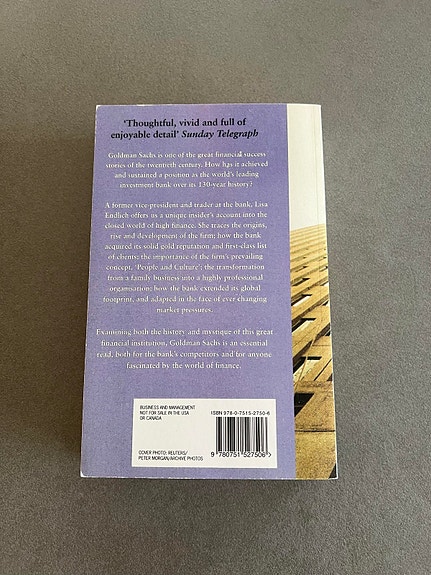 'Thoughtful, vivid and full of
enjoyable detail' Sunday Telegraph
Goldman Sachs is one of the great financial success
stories of the twentieth century. How has it achieved
and sustained a position as the world's leading
investment bank over its 130-year history?
A former vice-president and trader at the bank, Lisa
Endlich offers us a unique insider's account into the
closed world of high finance. She traces the origins,
rise and development of the firm; how the bank
acquired its solid gold reputation and first-class list
of clients; the importance of the firm's prevailing
concept, 'People and Culture'; the transformation
from a family business into a highly professional
organisation; how the bank extended its global
footprint, and adapted in the face of ever changing
market pressures.
Examining both the history and mystique of this great
financial institution, Goldman Sachs is an essential
read, both for the bank's competitors and for anyone
fascinated by the world of finance.
BUSINESS AND MANAGEMENT
NOT FOR SALE IN THE USA
OR CANADA
COVER PHOTO: REUTERS/
PETER MORGAN/ARCHIVE PHOTOS
ISBN 978-0-7515-2750-6
9 780751 527506 >